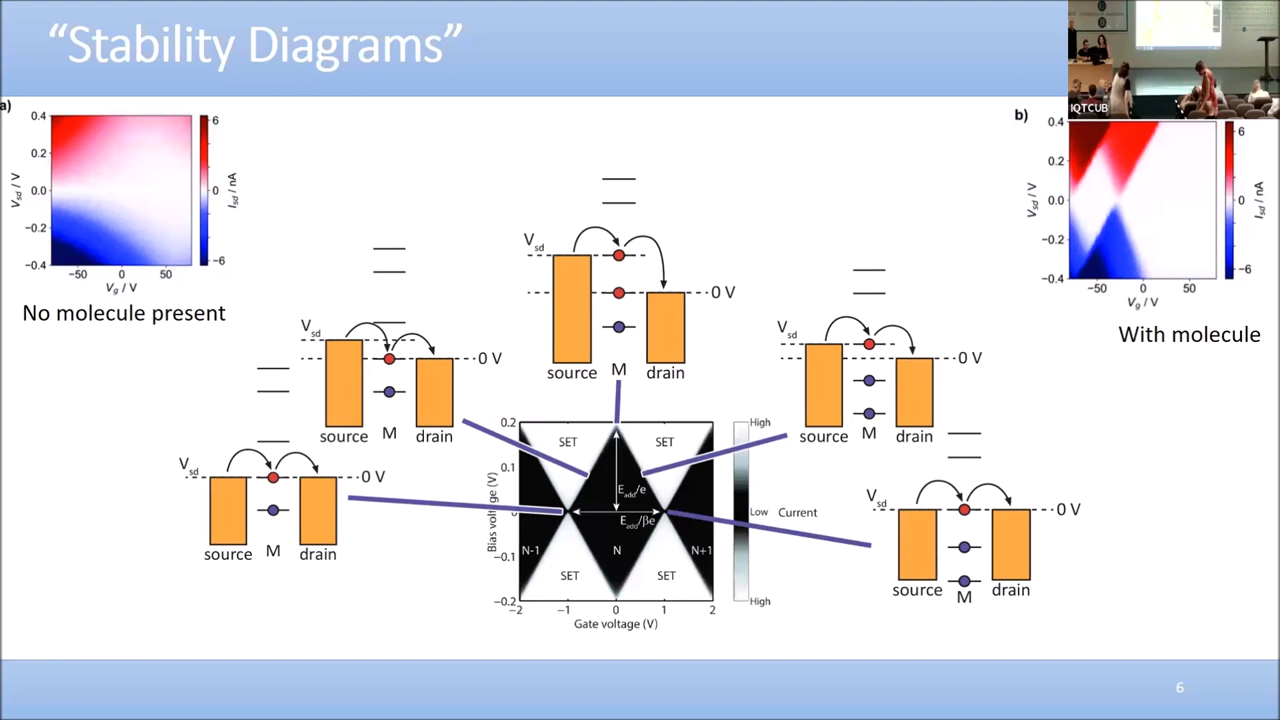 “Stability Diagrams”
IQTCUB
a)
0.4
0.2
0.0
−0.2
−0.4
V_sd / V
−50
0
50
V_g / V
6
0
−6
I_sd / nA
No molecule present
b)
0.4
0.2
0.0
−0.2
−0.4
V_sd / V
−50
0
50
V_g / V
6
0
−6
I_sd / nA
With molecule
V_sd
0 V
source M drain
V_sd
0 V
source M drain
V_sd
0 V
source M drain
V_sd
0 V
source M drain
V_sd
0 V
source M drain
0.2
0.1
0
−0.1
−0.2
Bias voltage (V)
SET
SET
E_add/e
E_add/βe
N-1
N
N+1
SET
SET
−2
−1
0
1
2
Gate voltage (V)
High
Low
High
Current
6